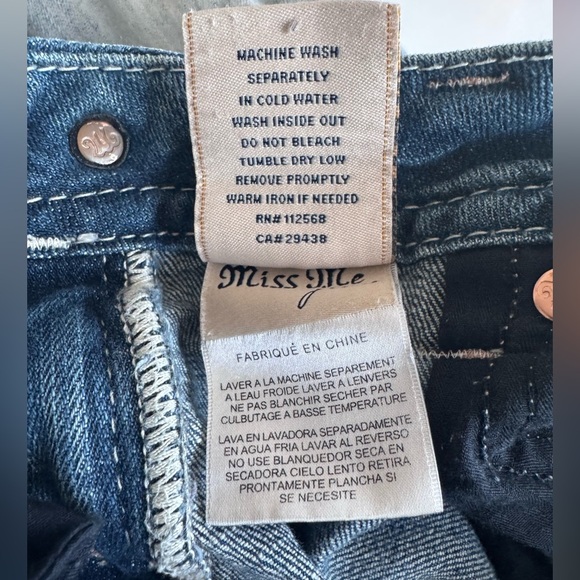 MACHINE WASH
SEPARATELY
IN COLD WATER
WASH INSIDE OUT
DO NOT BLEACH
TUMBLE DRY LOW
REMOVE PROMPTLY
WARM IRON IF NEEDED
RN# 112568
CA# 29438
Miss Me
FABRIQUÈ EN CHINE
LAVER A LA MACHINE SEPAREMENT
A LEAU FROIDE LAVER A LENVERS
NE PAS BLANCHIR SECHER PAR
CULBUTAGE A BASSE TEMPERATURE
LAVA EN LAVADORA SEPARADAMENTE
EN AGUA FRIA LAVAR AL REVERSO
NO USE BLANQUEDOR SECA EN
SECADORA CIELO LENTO RETIRA
PRONTAMENTE PLANCHA SI
SE NECESITE